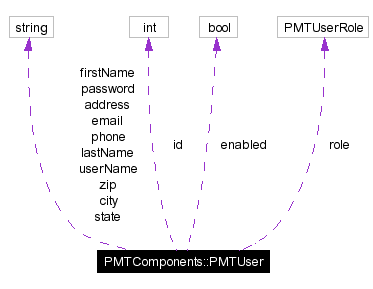 string
int
bool
PMTUserRole
firstName
password
address
email
phone
lastName
userName
zip
city
state
id
enabled
role
PMTComponents::PMTUser